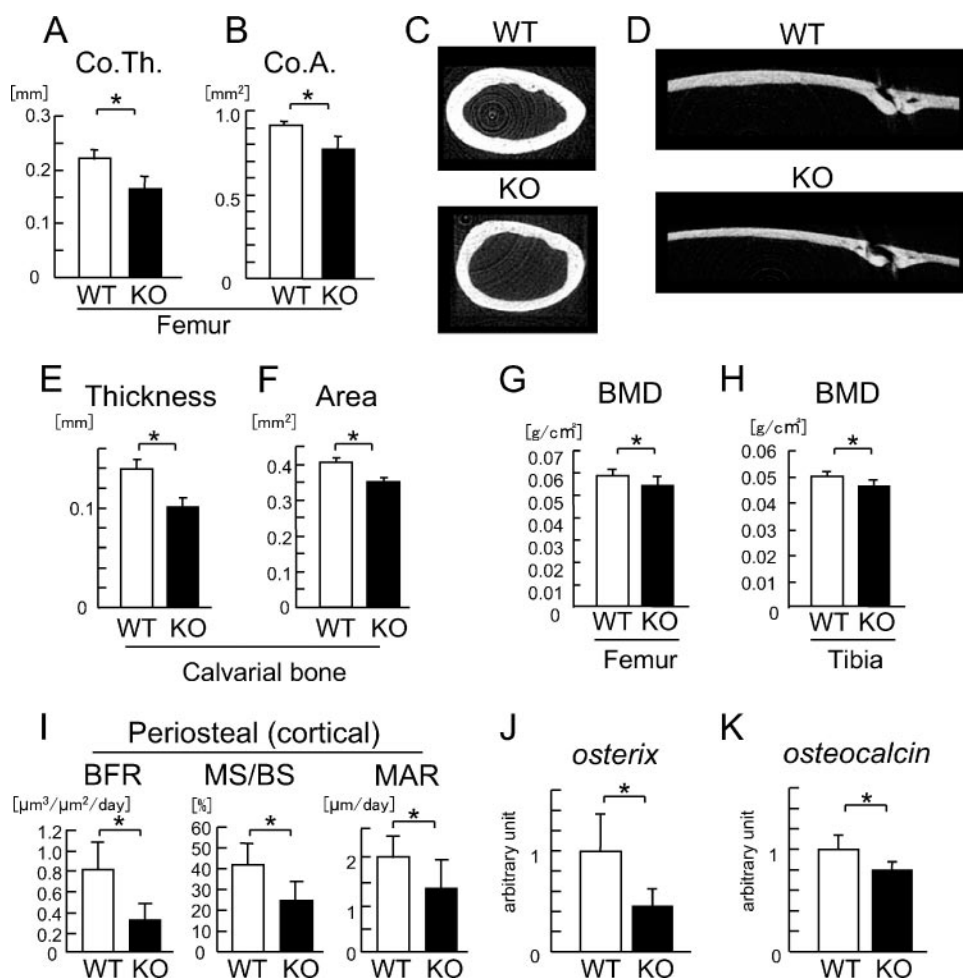 A
Co.Th.
[mm]
*
0.3
0.2
0.1
0
WT KO
B
Co.A.
[mm²]
*
1.0
0.5
0
WT KO
Femur
C
WT
KO
D
WT
KO
E
Thickness
[mm]
*
0.1
0
WT KO
F
Area
[mm²]
*
0.4
0.3
0.2
0.1
0
WT KO
Calvarial bone
G
BMD
[g/cm²]
*
0.07
0.06
0.05
0.04
0.03
0.02
0.01
0
WT KO
Femur
H
BMD
[g/cm²]
*
0.07
0.06
0.05
0.04
0.03
0.02
0.01
0
WT KO
Tibia
I
Periosteal (cortical)
BFR
[μm³/μm²/day]
*
1.2
1.0
0.8
0.6
0.4
0.2
0
WT KO
MS/BS
[%]
*
60
50
40
30
20
10
0
WT KO
MAR
[μm/day]
*
2
1
0
WT KO
J
osterix
*
arbitrary unit
1
0
WT KO
K
osteocalcin
*
arbitrary unit
1
0
WT KO